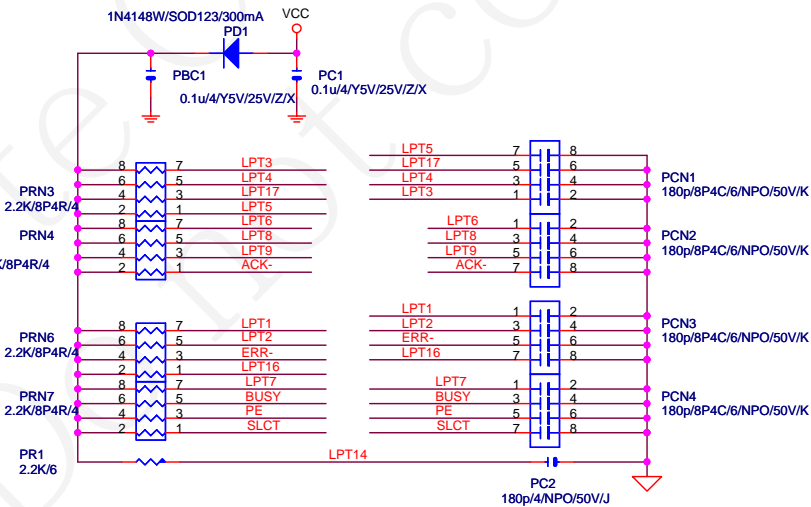 1N4148W/SOD123/300mA VCC
PD1
PBC1 PC1
0.1u/4/Y5V/25V/Z/X 0.1u/4/Y5V/25V/Z/X
LPT5 7 8
8 7 LPT3 LPT17 5 6
PRN3 6 5 LPT4 LPT4 3 4 PCN1
2.2K/8P4R/4 4 3 LPT17 LPT3 1 2 180p/8P4C/6/NPO/50V/K
2 1 LPT5
8 7 LPT6 LPT6 1 2
PRN4 6 5 LPT8 LPT8 3 4 PCN2
4 3 LPT9 LPT9 5 6 180p/8P4C/6/NPO/50V/K
/8P4R/4 2 1 ACK- ACK- 7 8
LPT1 1 2
8 7 LPT1 LPT2 3 4 PCN3
PRN6 6 5 LPT2 ERR- 5 6 180p/8P4C/6/NPO/50V/K
2.2K/8P4R/4 4 3 ERR- LPT16 7 8
2 1 LPT16
8 7 LPT7 LPT7 1 2
PRN7 6 5 BUSY BUSY 3 4 PCN4
2.2K/8P4R/4 4 3 PE PE 5 6 180p/8P4C/6/NPO/50V/K
2 1 SLCT SLCT 7 8
PR1 LPT14
2.2K/6
PC2
180p/4/NPO/50V/J